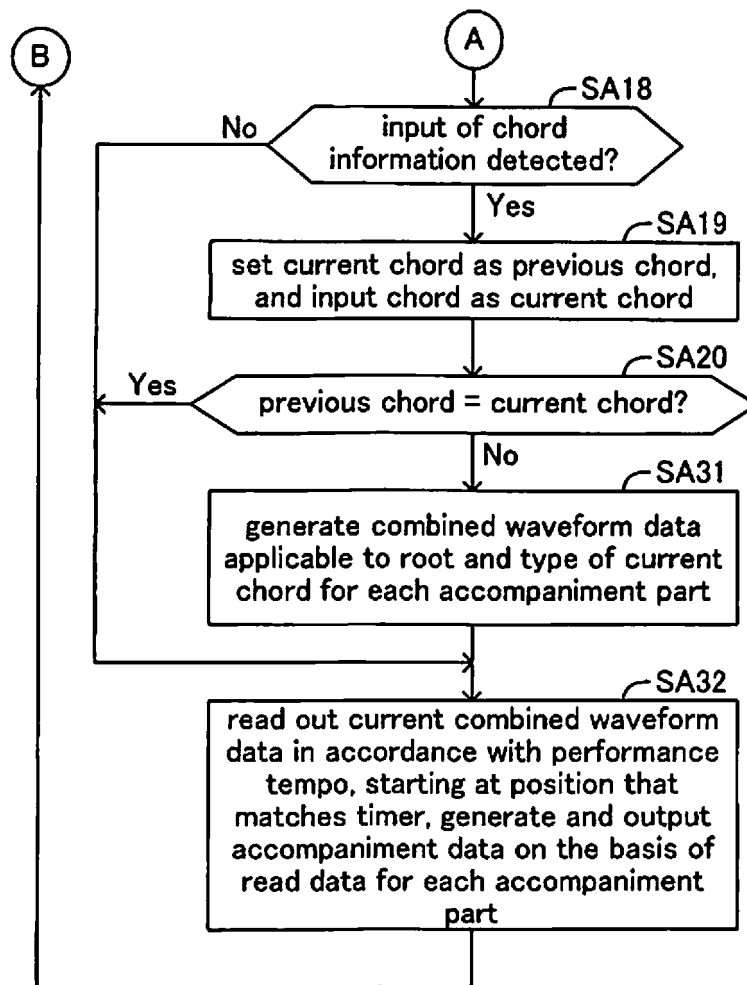 B
A
SA18
No
input of chord
information detected?
Yes
SA19
set current chord as previous chord,
and input chord as current chord
SA20
Yes
previous chord = current chord?
No
SA31
generate combined waveform data
applicable to root and type of current
chord for each accompaniment part
SA32
read out current combined waveform
data in accordance with performance
tempo, starting at position that
matches timer, generate and output
accompaniment data on the basis of
read data for each accompaniment
part